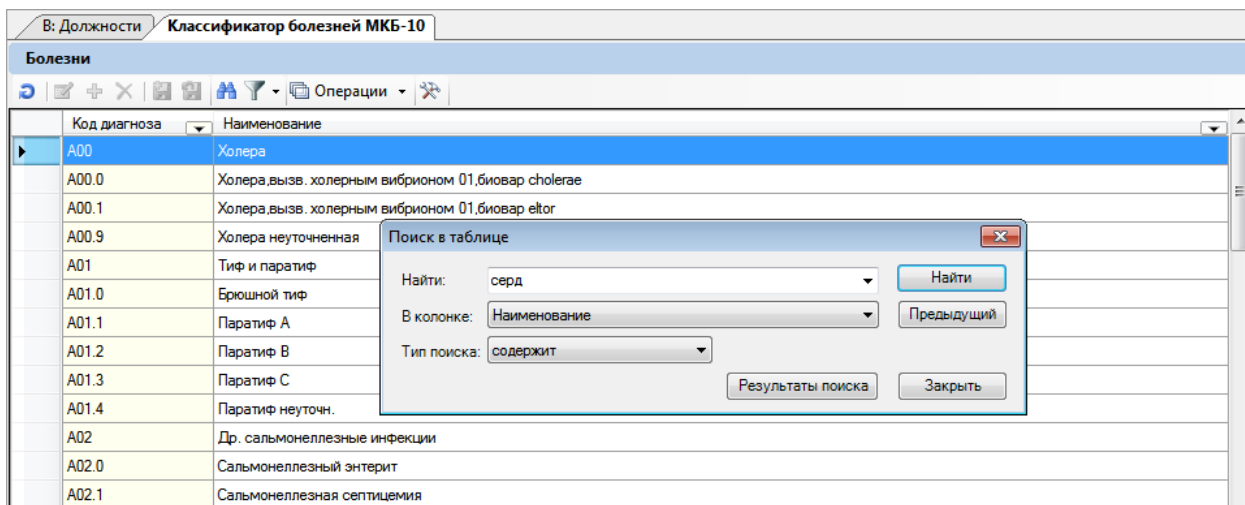 В: Должности Классификатор болезней МКБ-10
Болезни
Операции
Код диагноза Наименование
A00 Холера
A00.0 Холера,вызв. холерным вибрионом 01,биовар cholerae
A00.1 Холера,вызв. холерным вибрионом 01,биовар eltor
A00.9 Холера неуточненная
A01 Тиф и паратиф
A01.0 Брюшной тиф
A01.1 Паратиф A
A01.2 Паратиф B
A01.3 Паратиф C
A01.4 Паратиф неуточн.
A02 Др. сальмонеллезные инфекции
A02.0 Сальмонеллезный энтерит
A02.1 Сальмонеллезная септицемия
Поиск в таблице
Найти: серд Найти
В колонке: Наименование Предыдущий
Тип поиска: содержит
Результаты поиска Закрыть